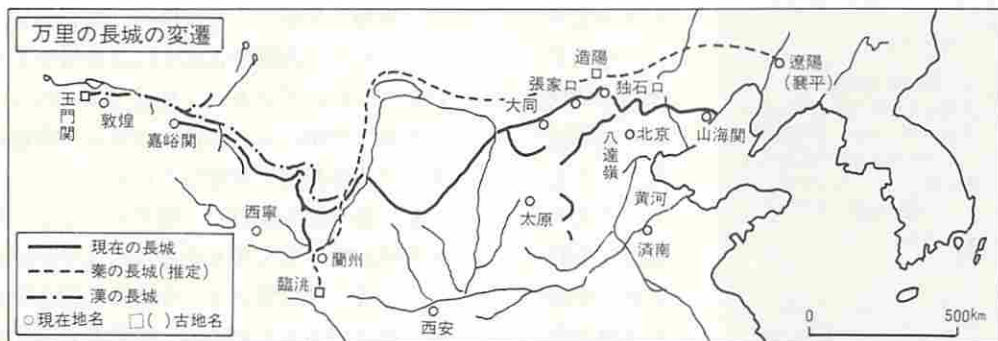 万里の長城の変遷
玉門関
敦煌
嘉峪関
西寧
蘭州
臨洮
西安
大同
張家口
造陽
独石口
八達嶺
北京
山海関
遼陽
(襄平)
太原
黄河
済南
現在の長城
秦の長城(推定)
漢の長城
○現在地名 □( )古地名
0 500km